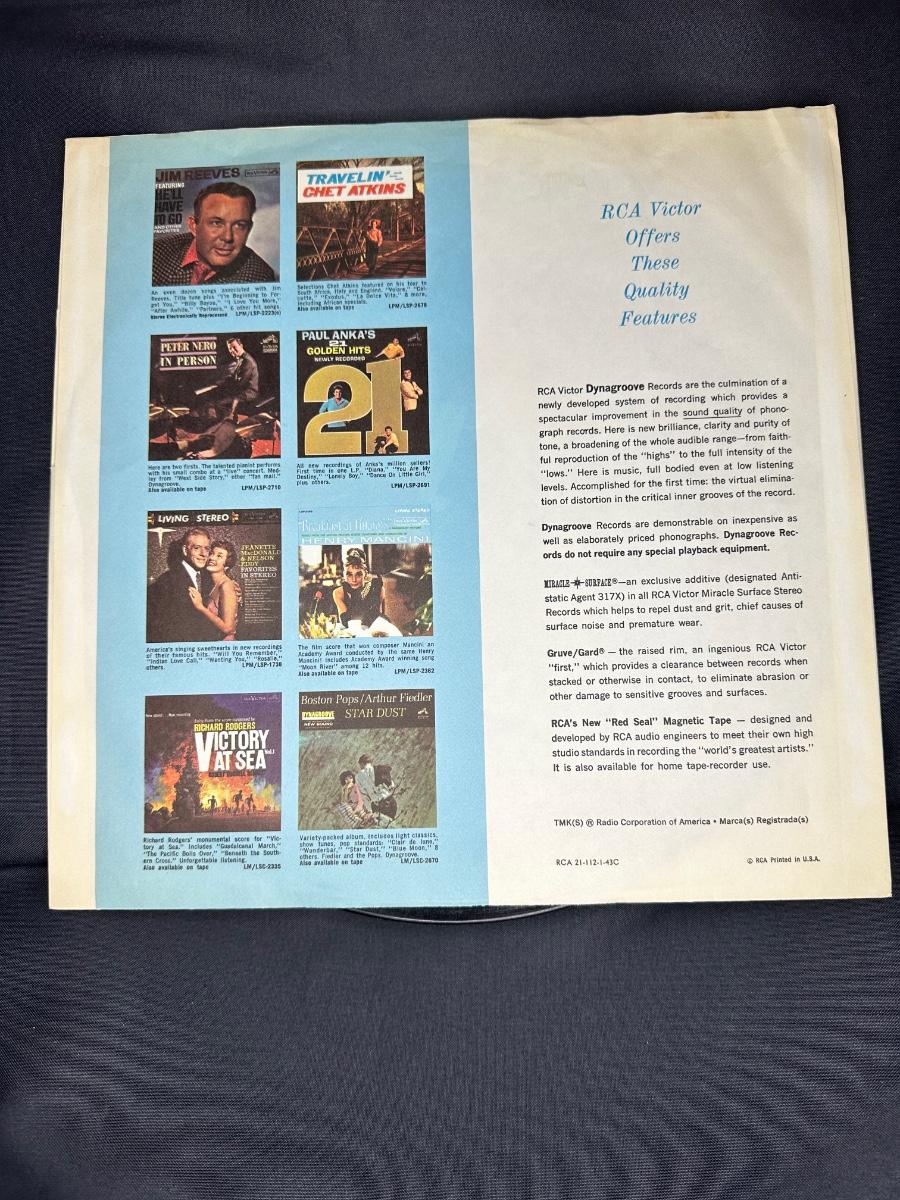 JIM REEVES
FEATURING
HE'LL
HAVE
TO GO
AND OTHER
FAVORITES
An even dozen songs associated with Jim
Reeves. Title tune plus "I'm Beginning to For-
get You," "Billy Bayou," "I Love You More,"
"After Awhile," "Partners," 6 other hit songs.
Stereo Electronically Reprocessed LPM/LSP-2223(e)
TRAVELIN'
CHET ATKINS
Selections Chet Atkins featured on his tour to
South Africa, Italy and England. "Volare," "Cal-
cutta," "Exodus," "La Dolce Vita," 8 more,
including African specials.
Also available on tape LPM/LSP-2678
PETER NERO
IN PERSON
Here are two firsts. The talented pianist performs
with his small combo at a "live" concert. Med-
ley from "West Side Story," other "fan mail."
Dynagroove.
Also available on tape LPM/LSP-2710
PAUL ANKA'S
21
GOLDEN HITS
NEWLY RECORDED
21
All new recordings of Anka's million sellers!
First time in one L.P. "Diana," "You Are My
Destiny," "Lonely Boy," "Dance On Little Girl,"
plus others. LPM/LSP-2691
LIVING STEREO
JEANETTE
MacDONALD
& NELSON
EDDY
FAVORITES
IN STEREO
America's singing sweethearts in new recordings
of their famous hits. "Will You Remember,"
"Indian Love Call," "Wanting You," "Rosalie,"
others. LPM/LSP-1738
LIVING STEREO
Breakfast at Tiffany's
HENRY MANCINI
The film score that won composer Mancini an
Academy Award conducted by the same Henry
Mancini! Includes Academy Award winning song
"Moon River" among 12 hits.
Also available on tape LPM/LSP-2362
RICHARD RODGERS
VICTORY
AT SEA Vol.1
Richard Rodgers' monumental score for "Vic-
tory at Sea." Includes "Guadalcanal March,"
"The Pacific Boils Over," "Beneath the South-
ern Cross." Unforgettable listening.
Also available on tape LM/LSC-2335
Boston Pops/Arthur Fiedler
DYNAGROOVE
STAR DUST
Variety-packed album. Includes light classics,
show tunes, pop standards: "Clair de lune,"
"Wunderbar," "Star Dust," "Blue Moon," 8
others. Fiedler and the Pops. Dynagroove.
Also available on tape LM/LSC-2670
RCA Victor
Offers
These
Quality
Features
RCA Victor Dynagroove Records are the culmination of a
newly developed system of recording which provides a
spectacular improvement in the sound quality of phono-
graph records. Here is new brilliance, clarity and purity of
tone, a broadening of the whole audible range—from faith-
ful reproduction of the "highs" to the full intensity of the
"lows." Here is music, full bodied even at low listening
levels. Accomplished for the first time: the virtual elimina-
tion of distortion in the critical inner grooves of the record.
Dynagroove Records are demonstrable on inexpensive as
well as elaborately priced phonographs. Dynagroove Rec-
ords do not require any special playback equipment.
MIRACLE SURFACE®—an exclusive additive (designated Anti-
static Agent 317X) in all RCA Victor Miracle Surface Stereo
Records which helps to repel dust and grit, chief causes of
surface noise and premature wear.
Gruve/Gard® — the raised rim, an ingenious RCA Victor
"first," which provides a clearance between records when
stacked or otherwise in contact, to eliminate abrasion or
other damage to sensitive grooves and surfaces.
RCA's New "Red Seal" Magnetic Tape — designed and
developed by RCA audio engineers to meet their own high
studio standards in recording the "world's greatest artists."
It is also available for home tape-recorder use.
TMK(S) ® Radio Corporation of America • Marca(s) Registrada(s)
RCA 21-112-1-43C
© RCA Printed in U.S.A.